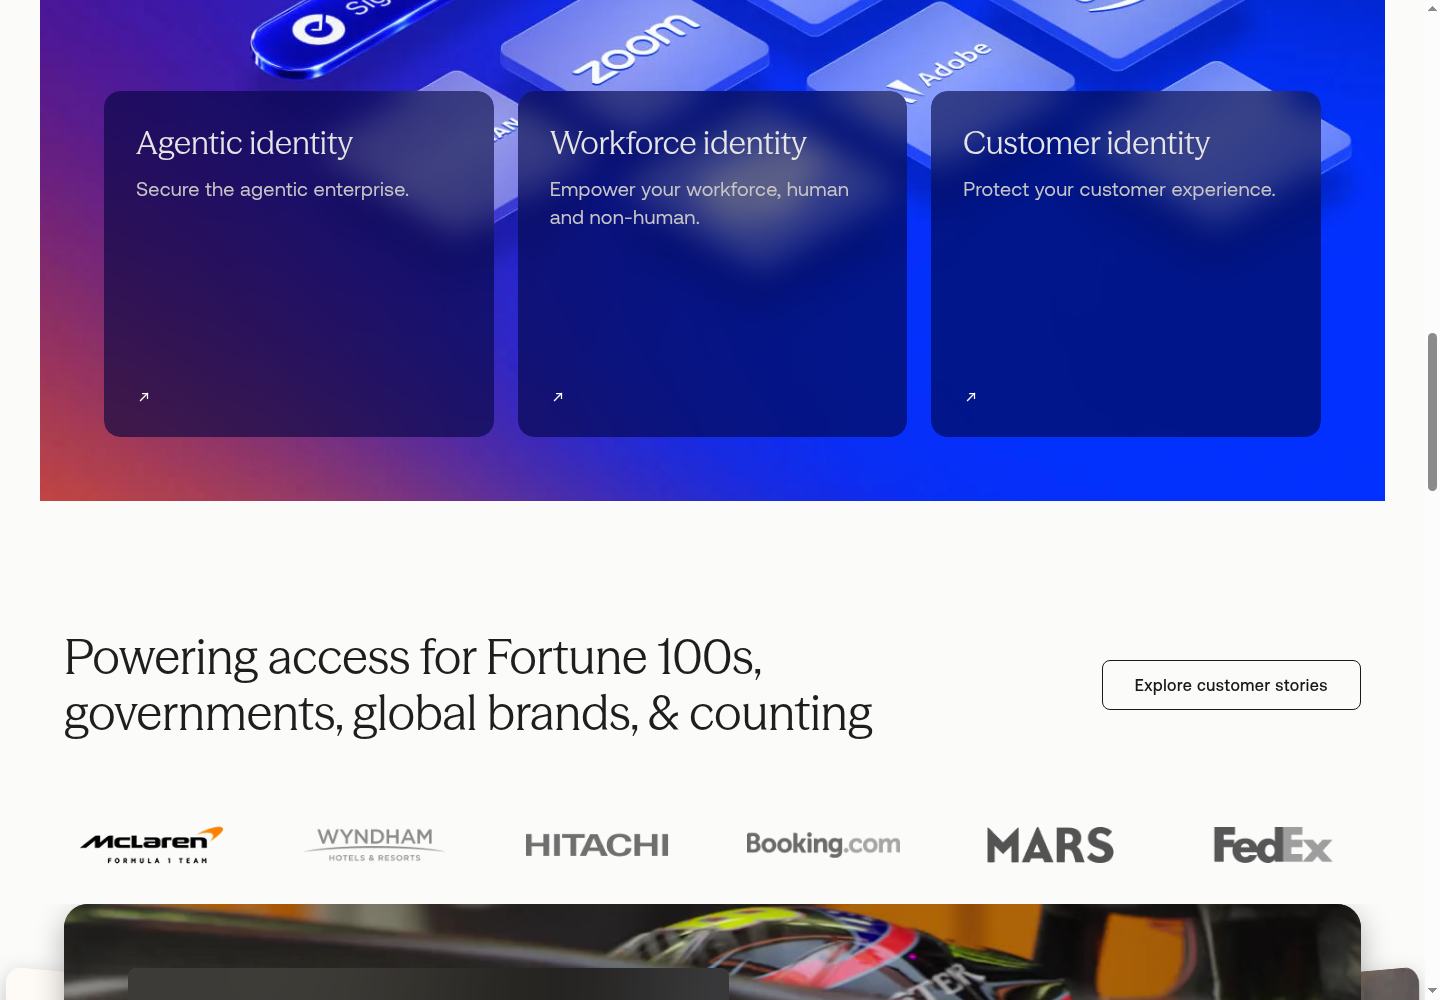 zoom
Adobe
Agentic identity
Secure the agentic enterprise.
Workforce identity
Empower your workforce, human
and non-human.
Customer identity
Protect your customer experience.
Powering access for Fortune 100s,
governments, global brands, & counting
Explore customer stories
McLaren
FORMULA 1 TEAM
WYNDHAM
HOTELS & RESORTS
HITACHI
Booking.com
MARS
FedEx